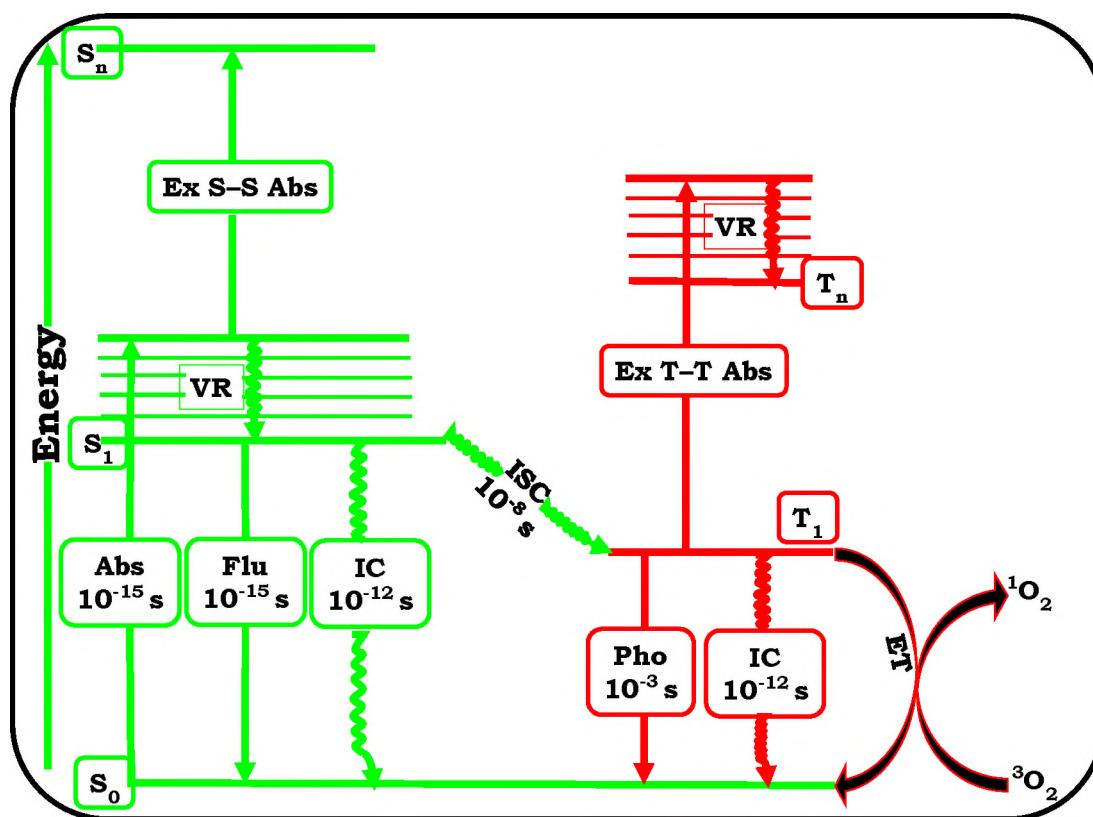 Sₙ
Ex S–S Abs
VR
Tₙ
Energy
Ex T–T Abs
VR
S₁
ISC
10⁻⁸ s
T₁
Abs
10⁻¹⁵ s
Flu
10⁻¹⁵ s
IC
10⁻¹² s
¹O₂
ET
Pho
10⁻³ s
IC
10⁻¹² s
S₀
³O₂